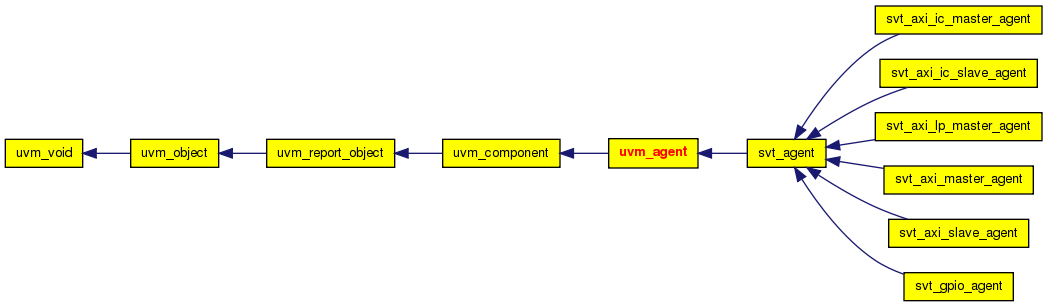 svt_axi_ic_master_agent
svt_axi_ic_slave_agent
svt_axi_lp_master_agent
uvm_void
uvm_object
uvm_report_object
uvm_component
uvm_agent
svt_agent
svt_axi_master_agent
svt_axi_slave_agent
svt_gpio_agent